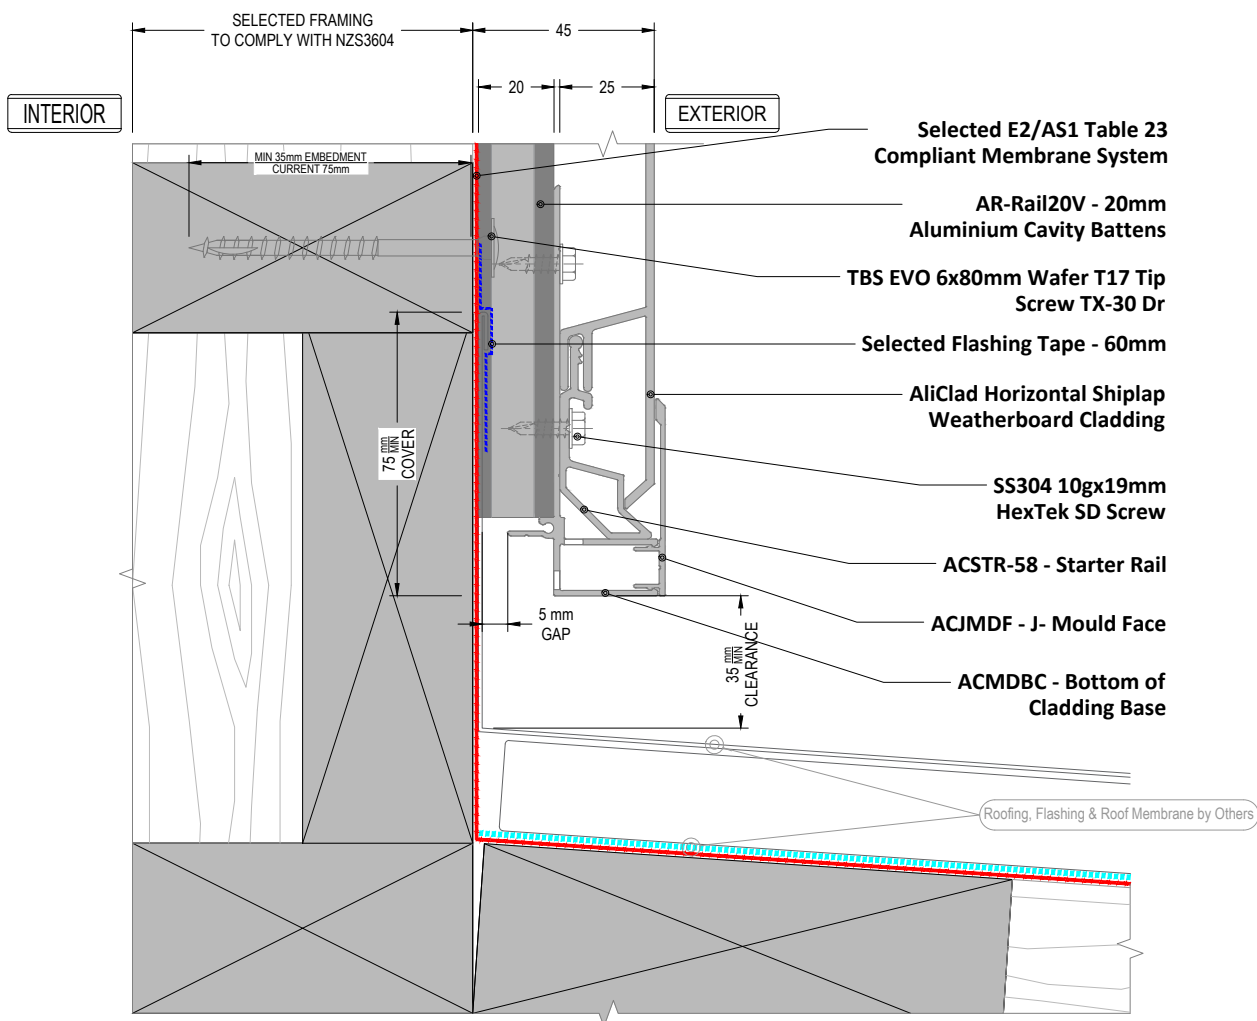 SELECTED FRAMING
TO COMPLY WITH NZS3604
45
20
25
INTERIOR
EXTERIOR
MIN 35mm EMBEDMENT
CURRENT 75mm
Selected E2/AS1 Table 23
Compliant Membrane System
AR-Rail20V - 20mm
Aluminium Cavity Battens
TBS EVO 6x80mm Wafer T17 Tip
Screw TX-30 Dr
Selected Flashing Tape - 60mm
AliClad Horizontal Shiplap
Weatherboard Cladding
75 mm MIN
COVER
SS304 10gx19mm
HexTek SD Screw
ACSTR-58 - Starter Rail
5 mm
GAP
ACJMDF - J- Mould Face
35 mm MIN
CLEARANCE
ACMDBC - Bottom of
Cladding Base
Roofing, Flashing & Roof Membrane by Others